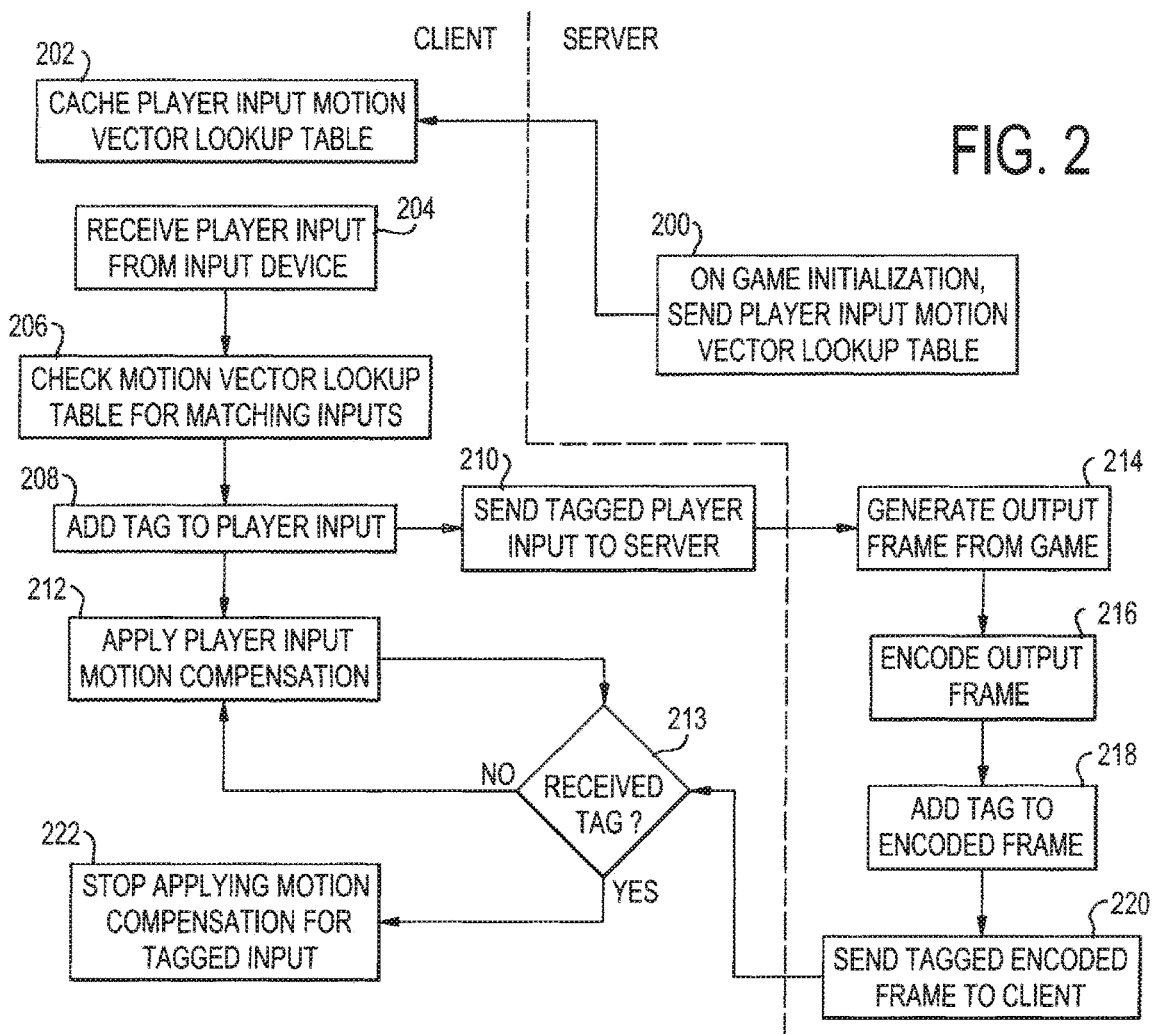 CLIENT
SERVER
FIG. 2
202
CACHE PLAYER INPUT MOTION
VECTOR LOOKUP TABLE
204
RECEIVE PLAYER INPUT
FROM INPUT DEVICE
200
ON GAME INITIALIZATION,
SEND PLAYER INPUT MOTION
VECTOR LOOKUP TABLE
206
CHECK MOTION VECTOR LOOKUP
TABLE FOR MATCHING INPUTS
208
ADD TAG TO PLAYER INPUT
210
SEND TAGGED PLAYER
INPUT TO SERVER
214
GENERATE OUTPUT
FRAME FROM GAME
212
APPLY PLAYER INPUT
MOTION COMPENSATION
216
ENCODE OUTPUT
FRAME
213
RECEIVED
TAG ?
NO
YES
218
ADD TAG TO
ENCODED FRAME
222
STOP APPLYING MOTION
COMPENSATION FOR
TAGGED INPUT
220
SEND TAGGED ENCODED
FRAME TO CLIENT